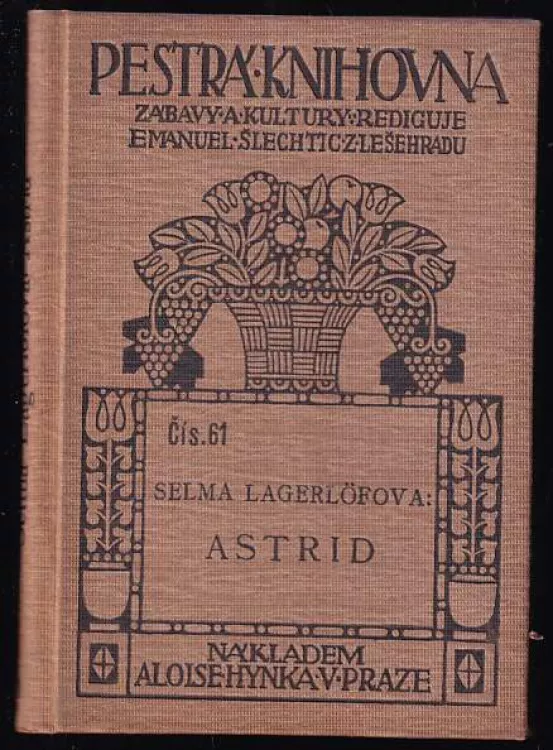 PESTRÁ·KNIHOVNA
ZÁBAVY·A·KULTURY·REDIGUJE
EMANUEL·ŠLECHTIC·Z·LEŠEHRADU
Čís.61
SELMA LAGERLÖFOVA:
ASTRID
NÁKLADEM
ALOISE·HYNKA·V·PRAZE